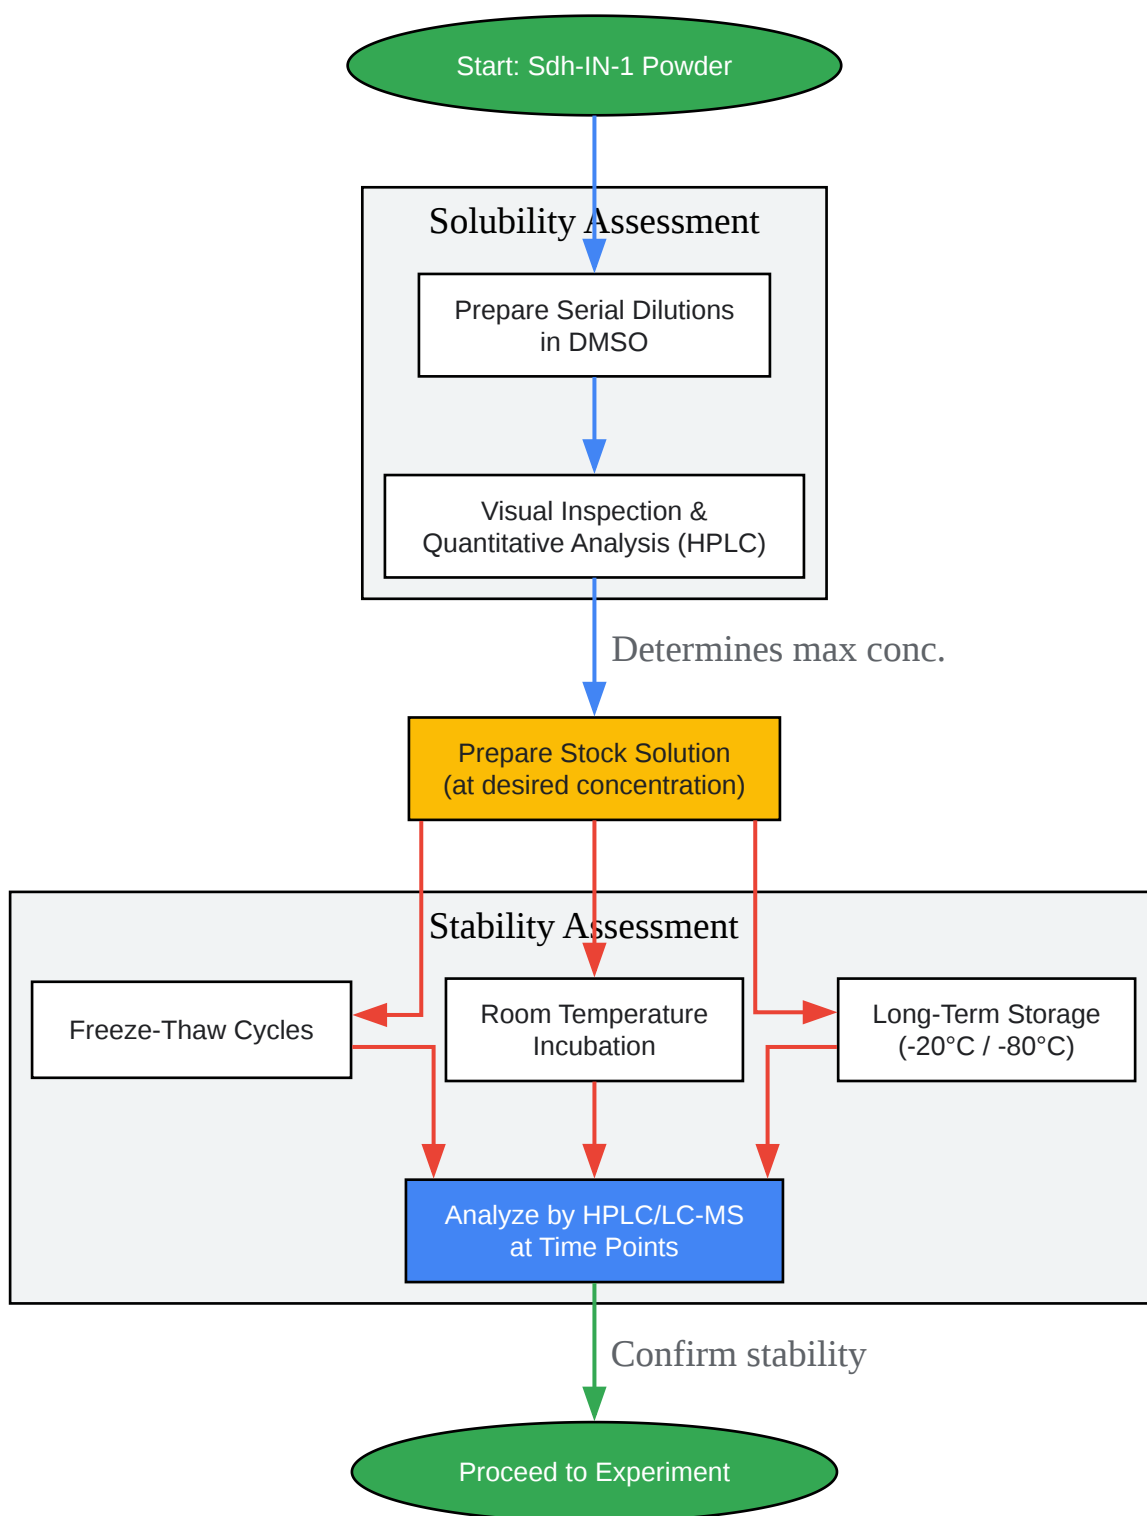 Start: Sdh-IN-1 Powder
Solubility Assessment
Prepare Serial Dilutions
in DMSO
Visual Inspection &
Quantitative Analysis (HPLC)
Determines max conc.
Prepare Stock Solution
(at desired concentration)
Stability Assessment
Freeze-Thaw Cycles
Room Temperature
Incubation
Long-Term Storage
(-20°C / -80°C)
Analyze by HPLC/LC-MS
at Time Points
Confirm stability
Proceed to Experiment